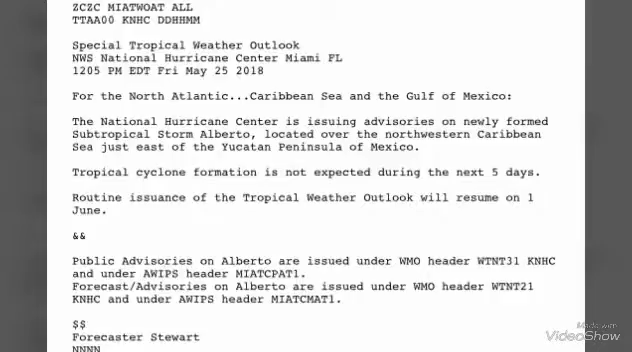 ZCZC MIATWOAT ALL
TTAA00 KNHC DDHHMM
Special Tropical Weather Outlook
NWS National Hurricane Center Miami FL
1205 PM EDT Fri May 25 2018
For the North Atlantic...Caribbean Sea and the Gulf of Mexico:
The National Hurricane Center is issuing advisories on newly formed
Subtropical Storm Alberto, located over the northwestern Caribbean
Sea just east of the Yucatan Peninsula of Mexico.
Tropical cyclone formation is not expected during the next 5 days.
Routine issuance of the Tropical Weather Outlook will resume on 1
June.
&&
Public Advisories on Alberto are issued under WMO header WTNT31 KNHC
and under AWIPS header MIATCPAT1.
Forecast/Advisories on Alberto are issued under WMO header WTNT21
KNHC and under AWIPS header MIATCMAT1.
$$
Forecaster Stewart
NNNN
Made with
VideoShow